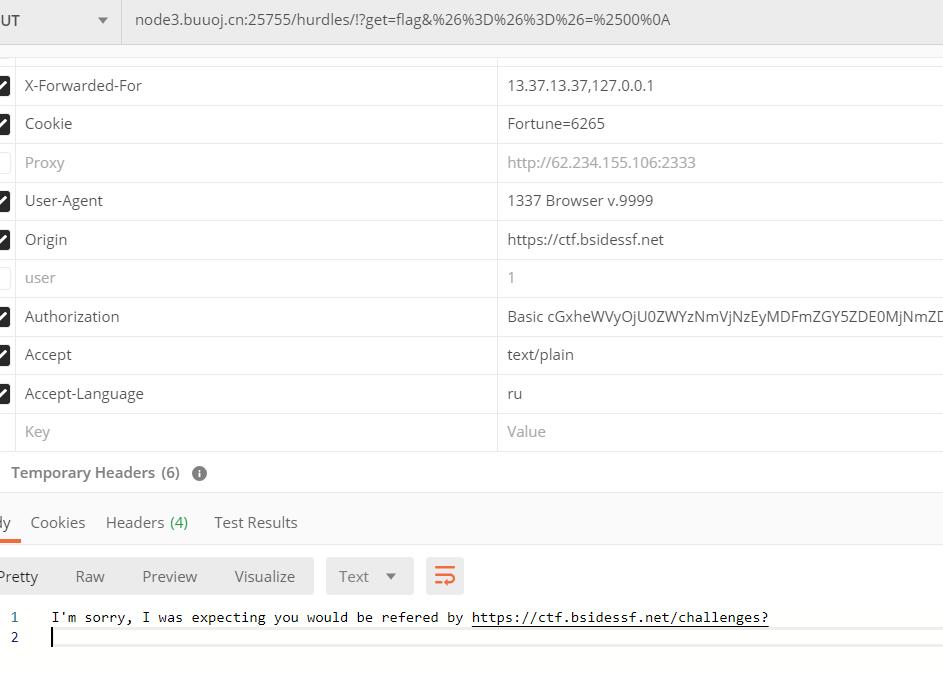 UT node3.buuoj.cn:25755/hurdles/!?get=flag&%26%3D%26%3D%26=%2500%0A
X-Forwarded-For 13.37.13.37,127.0.0.1
Cookie Fortune=6265
Proxy http://62.234.155.106:2333
User-Agent 1337 Browser v.9999
Origin https://ctf.bsidessf.net
user 1
Authorization Basic cGxheWVyOjU0ZWYzNmVjNzEyMDFmZGY5ZDE0MjNmZD
Accept text/plain
Accept-Language ru
Key Value
Temporary Headers (6) i
dy Cookies Headers (4) Test Results
Pretty Raw Preview Visualize Text
1 I'm sorry, I was expecting you would be refered by https://ctf.bsidessf.net/challenges?
2